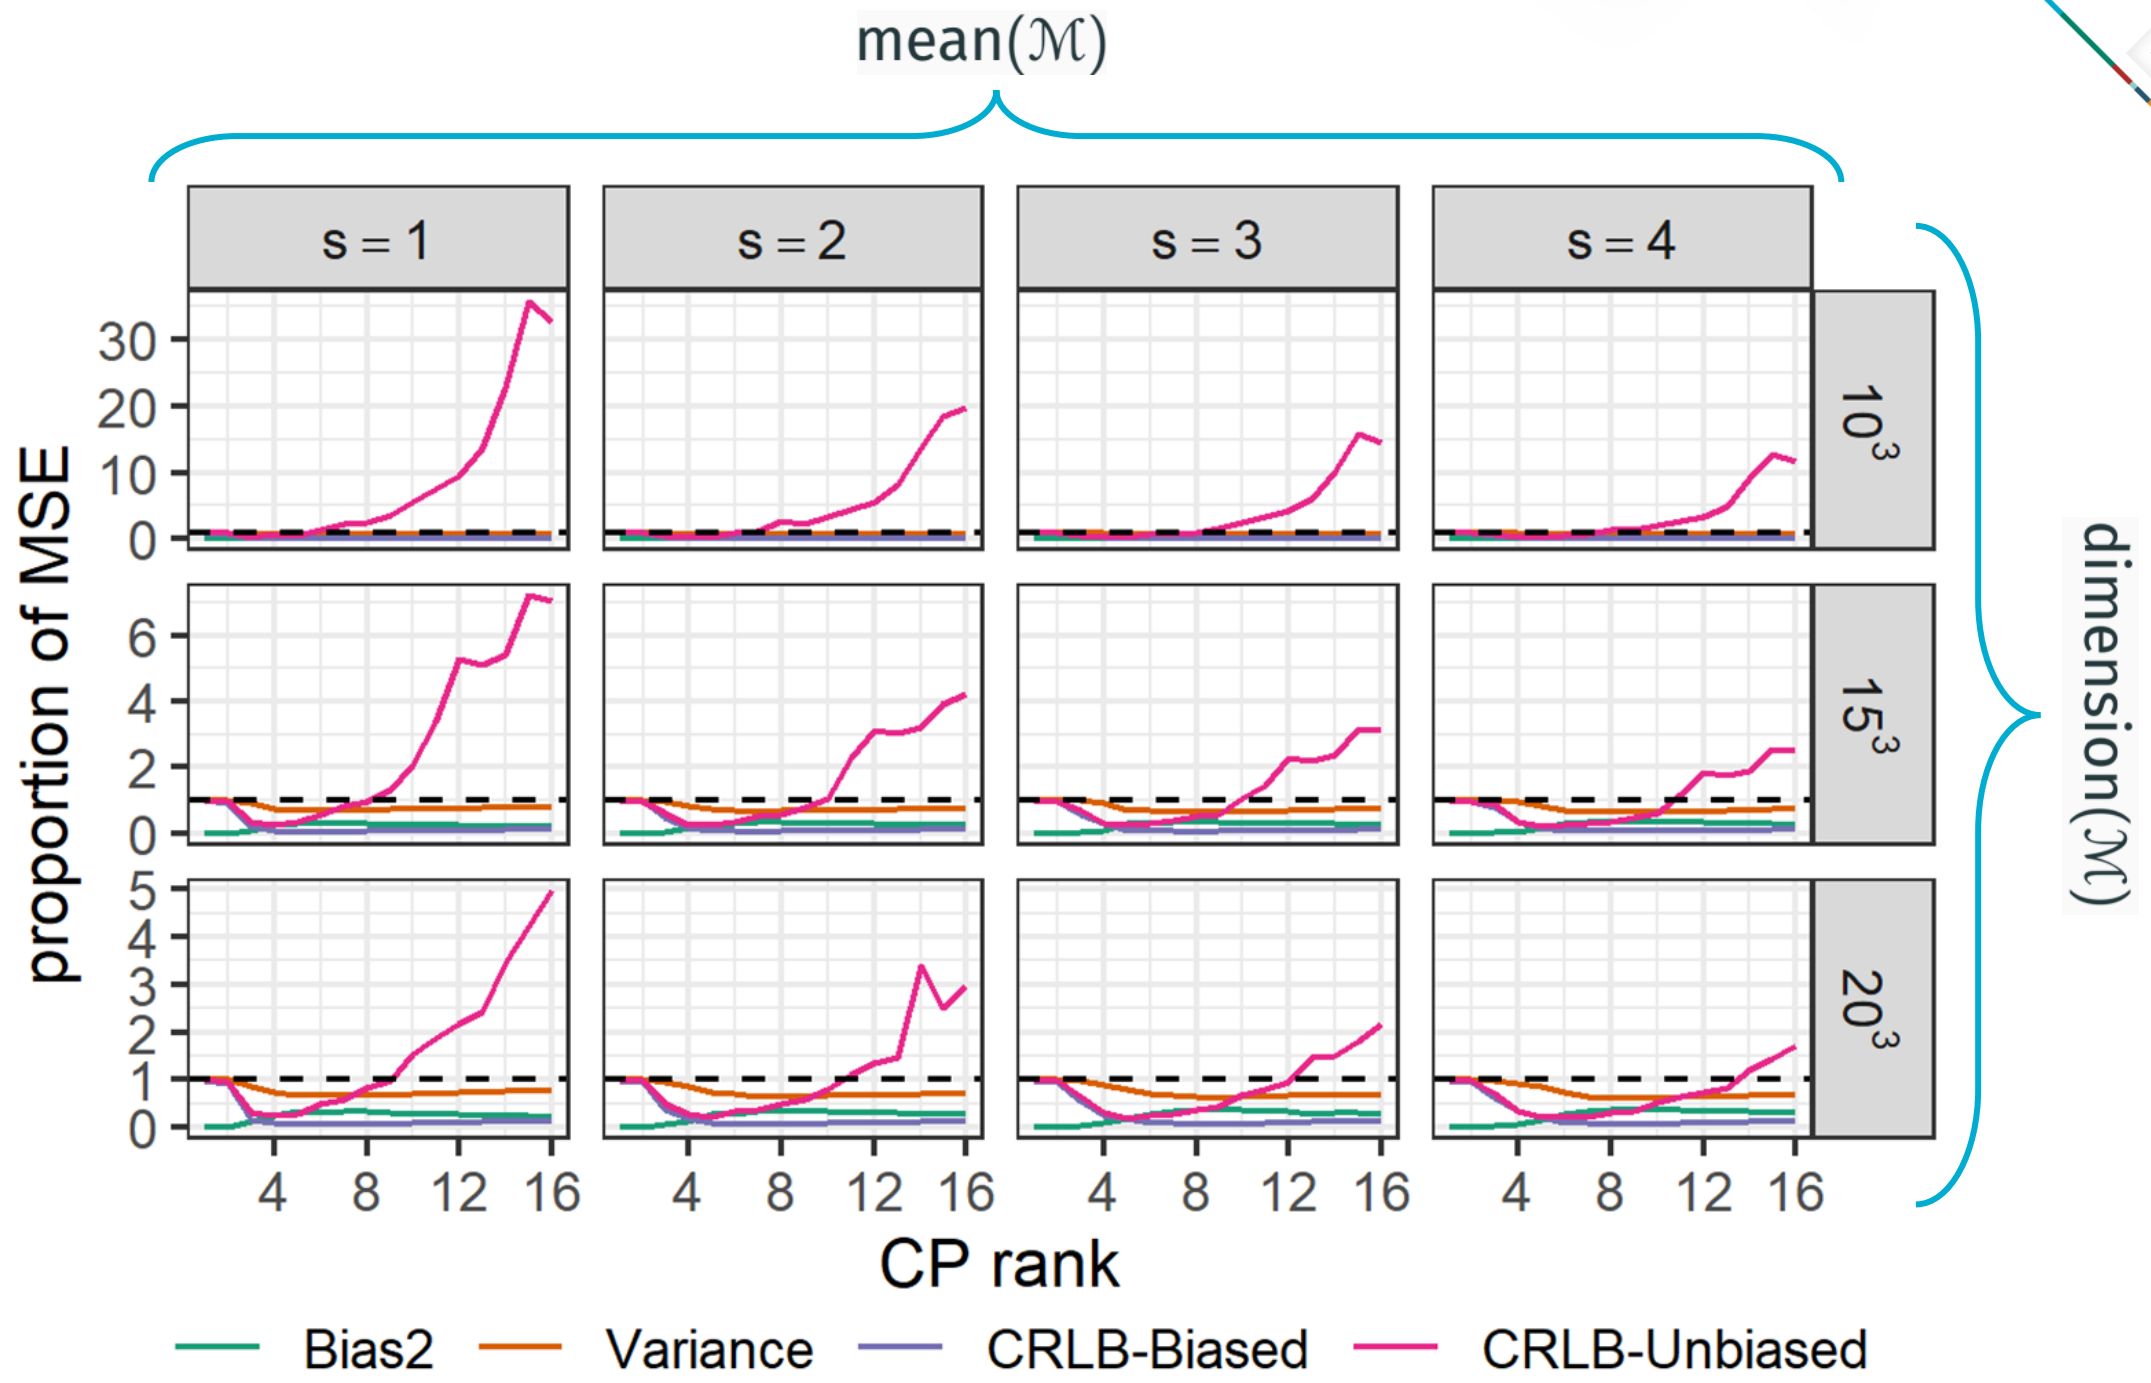 mean(ℳ)
s = 1 s = 2 s = 3 s = 4
30
20
10
0
10³
6
4
2
0
15³
5
4
3
2
1
0
20³
4 8 12 16 4 8 12 16 4 8 12 16 4 8 12 16
proportion of MSE
dimension(ℳ)
CP rank
Bias2 Variance CRLB-Biased CRLB-Unbiased